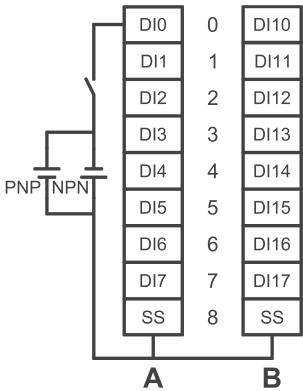 DI0 0 DI10
DI1 1 DI11
DI2 2 DI12
DI3 3 DI13
DI4 4 DI14
PNP NPN
DI5 5 DI15
DI6 6 DI16
DI7 7 DI17
SS 8 SS
A B